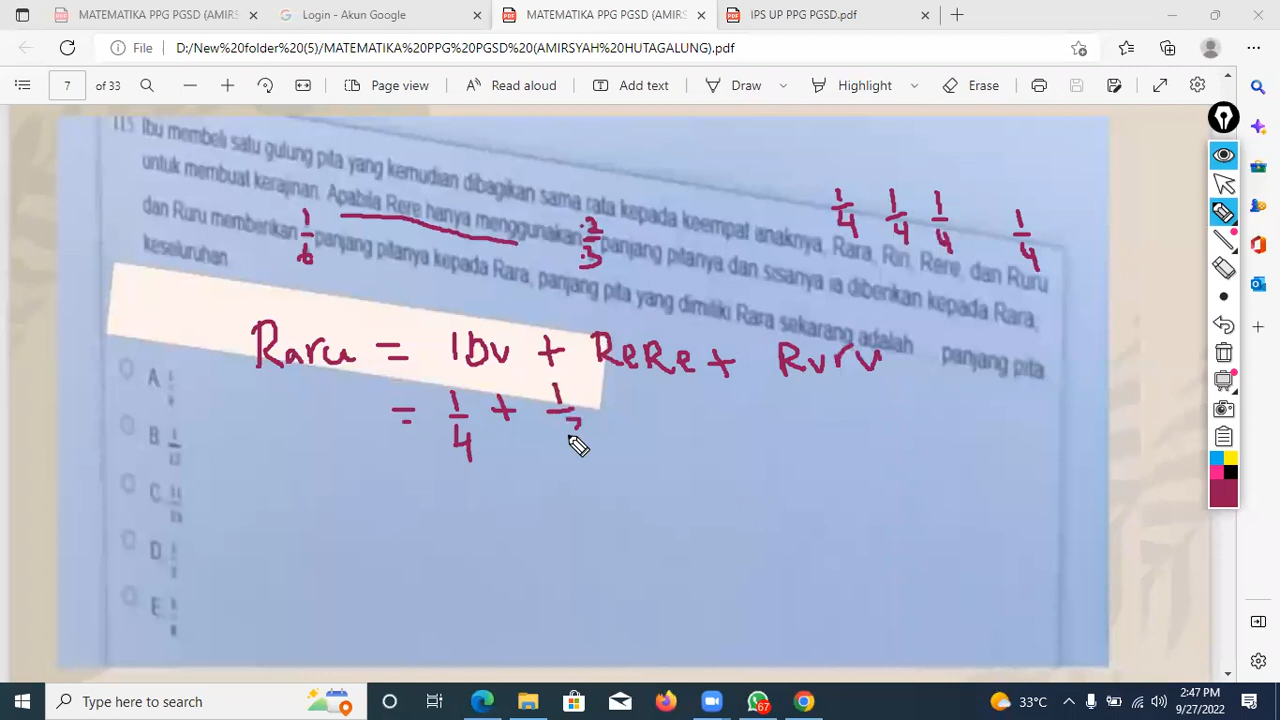 MATEMATIKA PPG PGSD (AMIRS
Login - Akun Google
MATEMATIKA PPG PGSD (AMIRS
IPS UP PPG PGSD.pdf
File D:/New%20folder%20(5)/MATEMATIKA%20PPG%20PGSD%20(AMIRSYAH%20HUTAGALUNG).pdf
7 of 33 Page view Read aloud Add text Draw Highlight Erase
115. Ibu membeli satu gulung pita yang kemudian dibagikan sama rata kepada keempat anaknya, Rara, Riri, Rere, dan Ruru
untuk membuat kerajinan. Apabila Rere hanya menggunakan 2/3 panjang pitanya dan sisanya ia diberikan kepada Rara,
dan Ruru memberikan 1/6 panjang pitanya kepada Rara, panjang pita yang dimiliki Rara sekarang adalah panjang pita
keseluruhan
1/4 1/4 1/4 1/4
Raru = Ibu + ReRe + Ruru
= 1/4 + 1/
A.
B.
C.
D.
E.
Type here to search
67
33°C
2:47 PM
9/27/2022